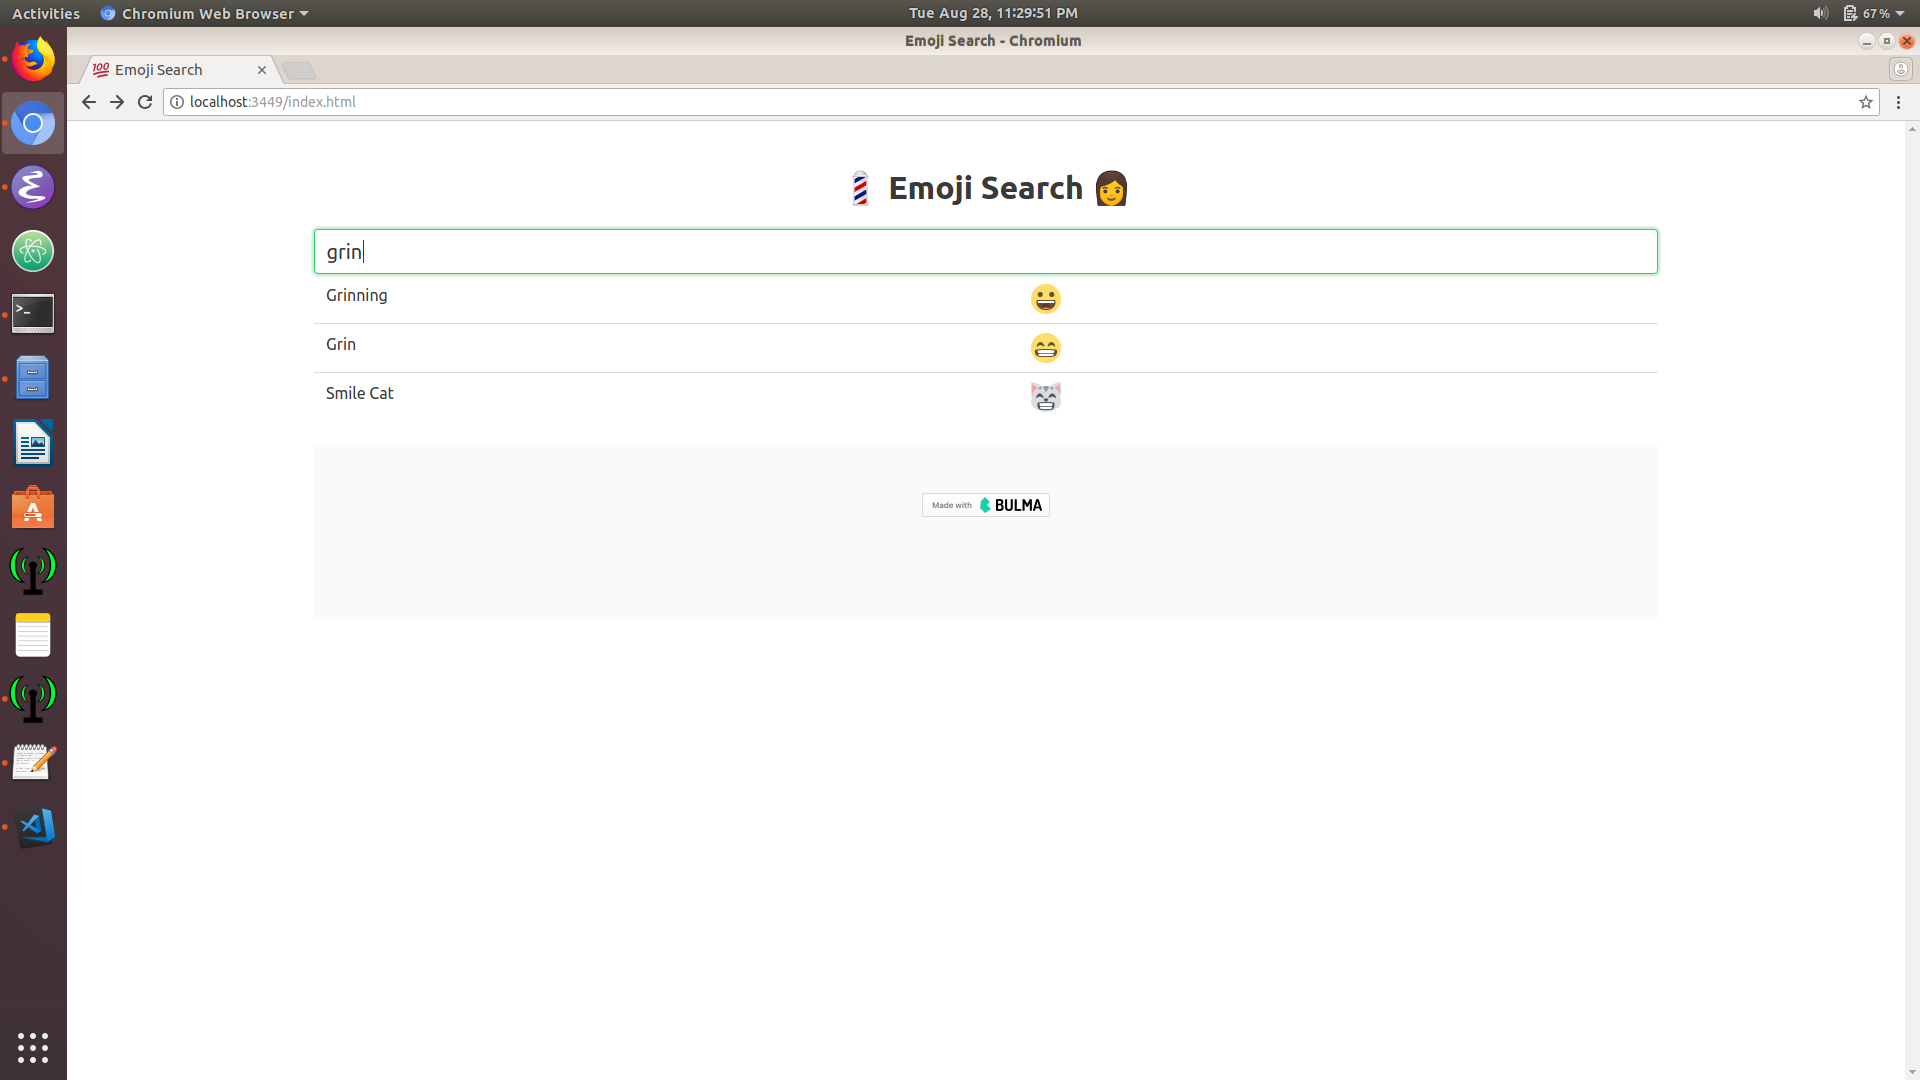 Activities
Chromium Web Browser
Tue Aug 28, 11:29:51 PM
67 %
Emoji Search - Chromium
100 Emoji Search
localhost:3449/index.html
Emoji Search
grin
Grinning
Grin
Smile Cat
Made with BULMA